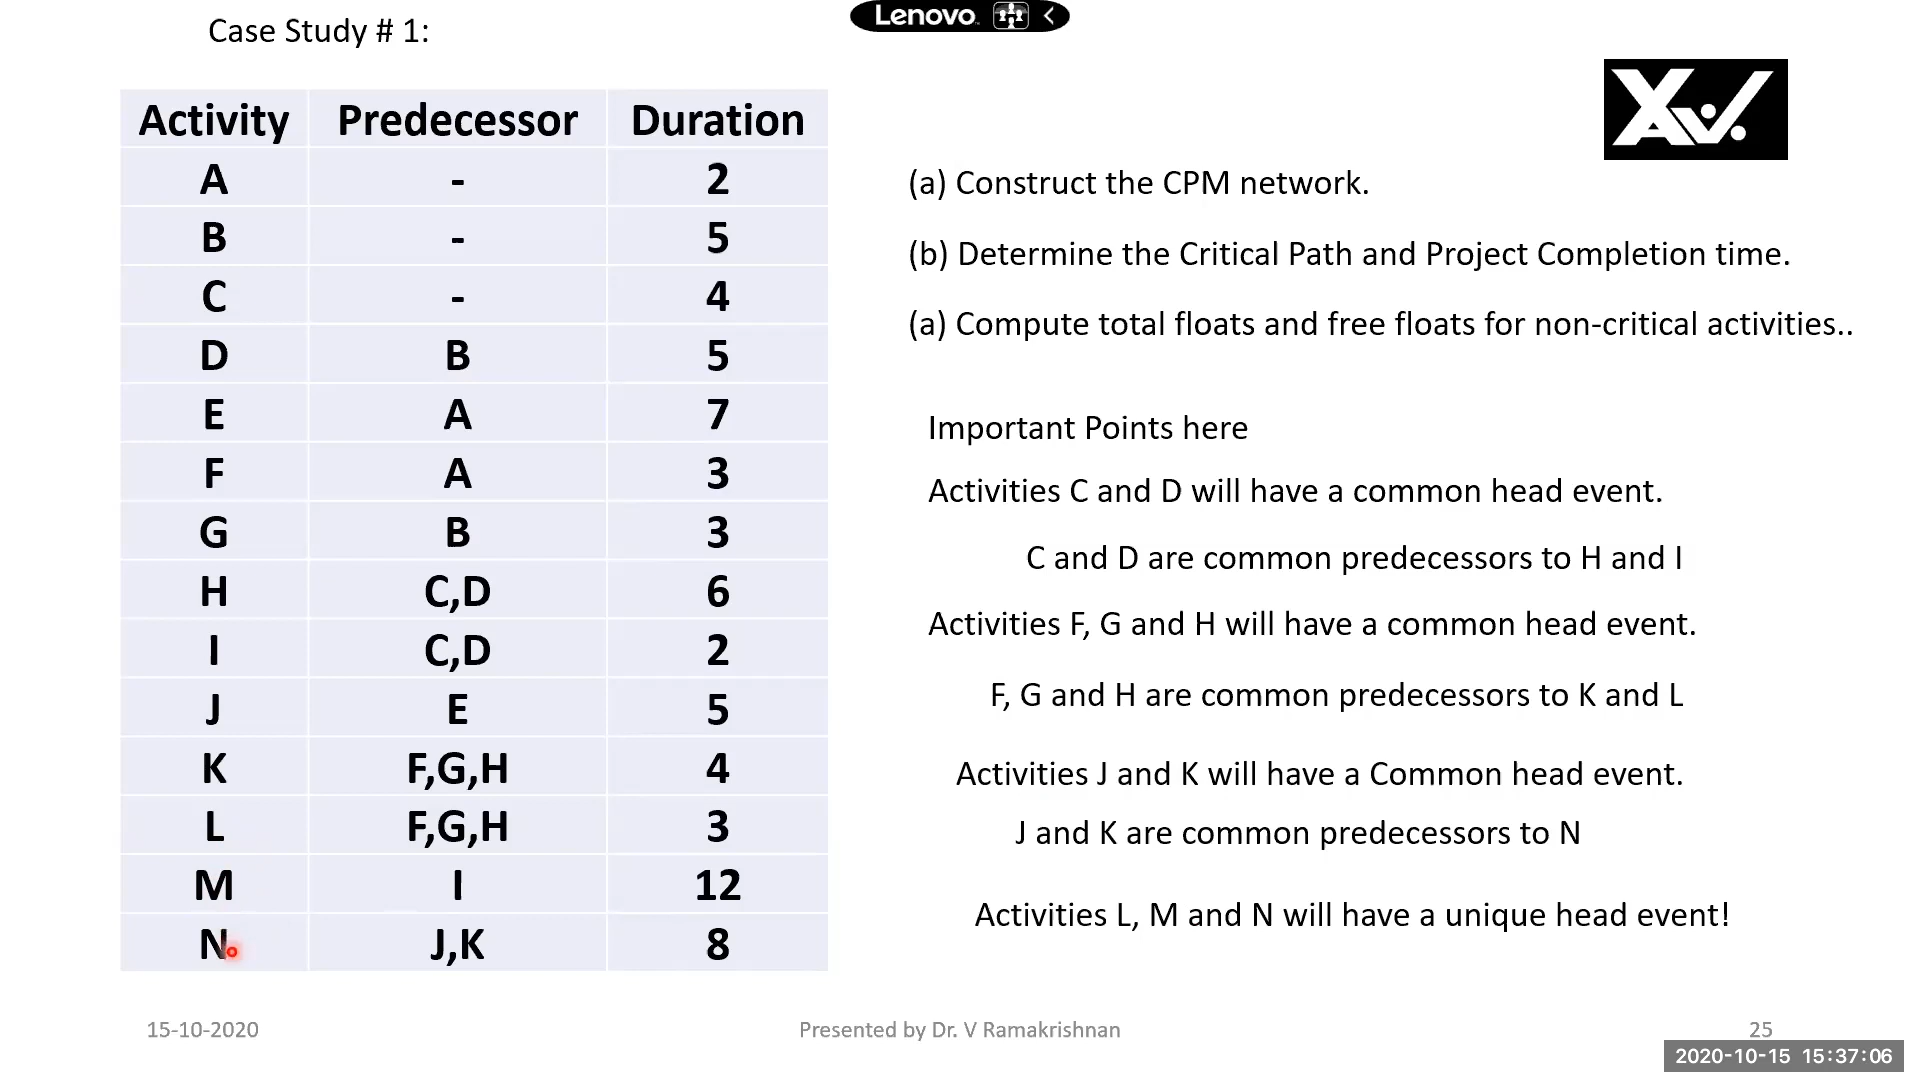 Case Study # 1:
Lenovo
XAVI
Activity Predecessor Duration
A - 2
B - 5
C - 4
D B 5
E A 7
F A 3
G B 3
H C,D 6
I C,D 2
J E 5
K F,G,H 4
L F,G,H 3
M I 12
N J,K 8
(a) Construct the CPM network.
(b) Determine the Critical Path and Project Completion time.
(a) Compute total floats and free floats for non-critical activities..
Important Points here
Activities C and D will have a common head event.
C and D are common predecessors to H and I
Activities F, G and H will have a common head event.
F, G and H are common predecessors to K and L
Activities J and K will have a Common head event.
J and K are common predecessors to N
Activities L, M and N will have a unique head event!
15-10-2020
Presented by Dr. V Ramakrishnan
25
2020-10-15 15:37:06